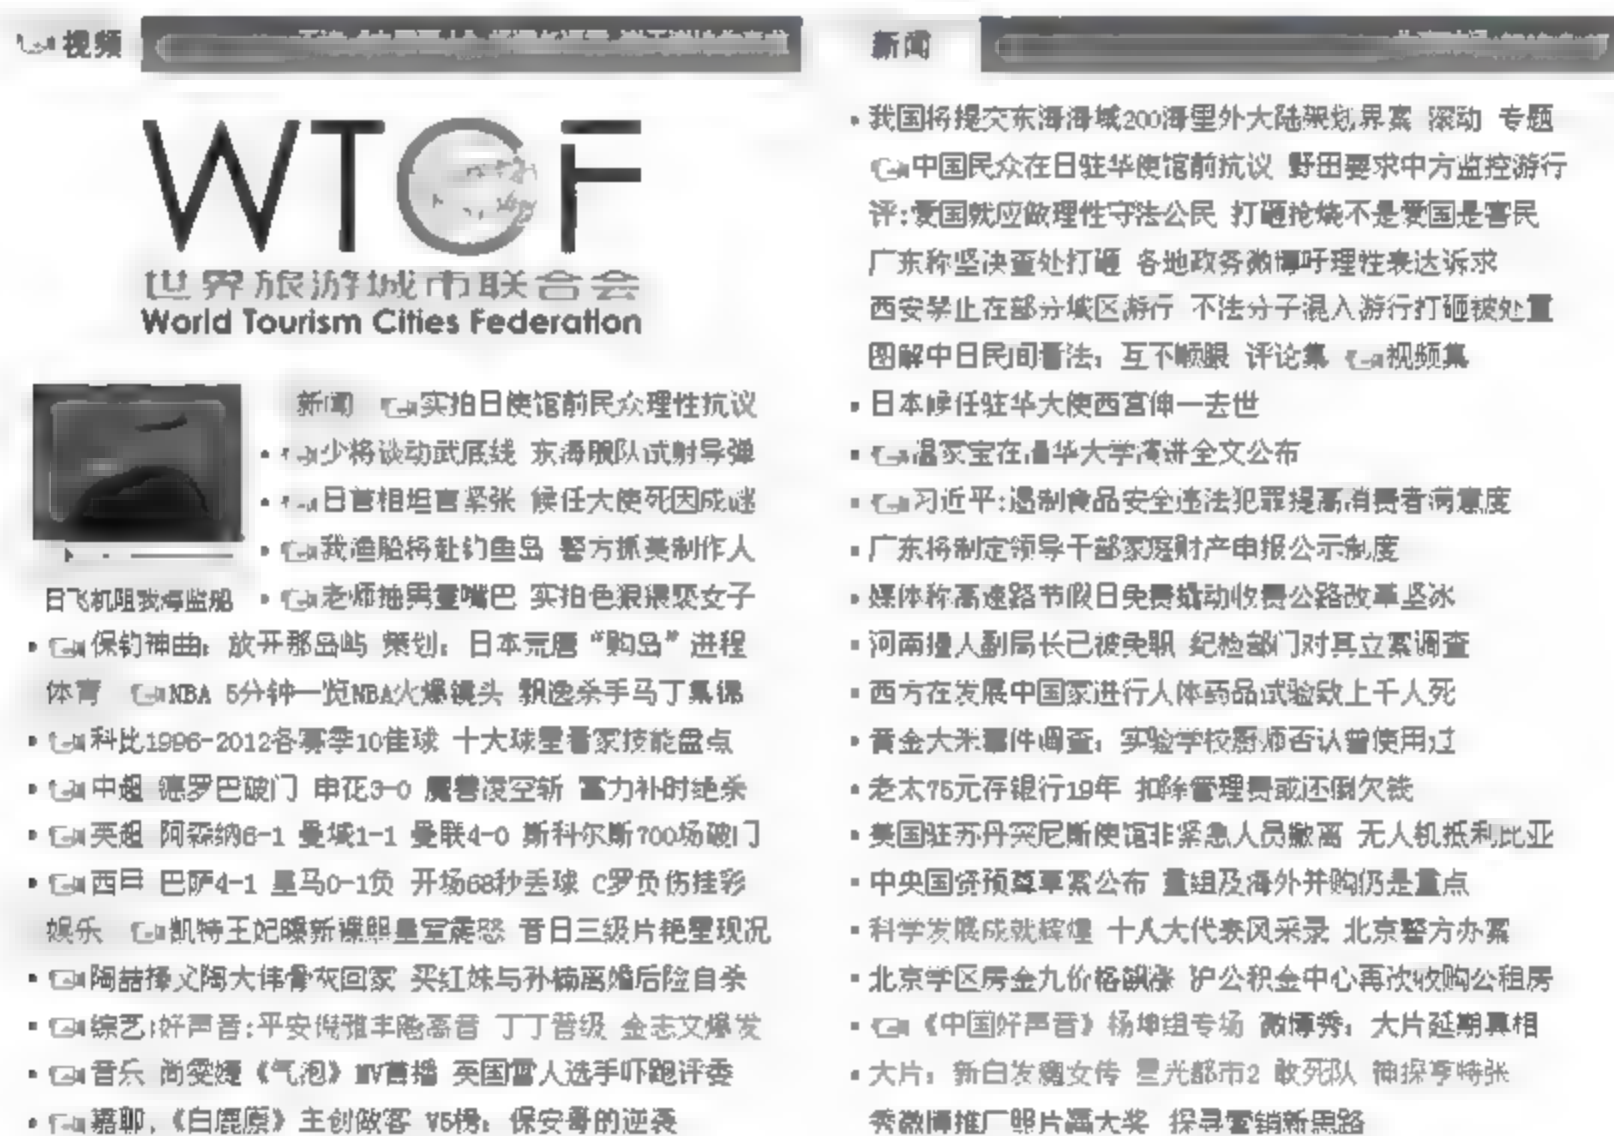 视频
WTCF
世界旅游城市联合会
World Tourism Cities Federation
新闻 实拍日使馆前民众理性抗议
少将谈动武底线 东海舰队试射导弹
日首相坦言紧张 候任大使死因成谜
我渔船将赴钓鱼岛 警方抓美制作人
日飞机阻我海监船
老师抽男童嘴巴 实拍色狼猥亵女子
保钓神曲：放开那岛屿 策划：日本荒唐“购岛”进程
体育 NBA 5分钟一览NBA火爆镜头 飘逸杀手马丁集锦
科比1996-2012各赛季10佳球 十大球星看家技能盘点
中超 德罗巴破门 申花3-0 魔兽凌空斩 富力补时绝杀
英超 阿森纳6-1 曼城1-1 曼联4-0 斯科尔斯700场破门
西甲 巴萨4-1 皇马0-1负 开场68秒丢球 C罗负伤挂彩
娱乐 凯特王妃曝新裸照皇室震怒 昔日三级片艳星现况
陶喆捧父陶大伟骨灰回家 买红妹与孙楠离婚后险自杀
综艺:好声音:平安倪雅丰飚高音 丁丁晋级 金志文爆发
音乐 尚雯婕《气泡》MV首播 英国雷人选手吓跑评委
嘉聊,《白鹿原》主创做客 V5榜：保安哥的逆袭
新闻
我国将提交东海海域200海里外大陆架划界案 滚动 专题
中国民众在日驻华使馆前抗议 野田要求中方监控游行
评:爱国就应做理性守法公民 打砸抢烧不是爱国是害民
广东称坚决查处打砸 各地政务微博吁理性表达诉求
西安禁止在部分城区游行 不法分子混入游行打砸被处置
图解中日民间看法：互不顺眼 评论集 视频集
日本候任驻华大使西宫伸一去世
温家宝在清华大学演讲全文公布
习近平:遏制食品安全违法犯罪提高消费者满意度
广东将制定领导干部家庭财产申报公示制度
媒体称高速路节假日免费撬动收费公路改革坚冰
河南撞人副局长已被免职 纪检部门对其立案调查
西方在发展中国家进行人体药品试验致上千人死
黄金大米事件调查：实验学校厨师否认曾使用过
老太75元存银行19年 扣除管理费或还倒欠钱
美国驻苏丹突尼斯使馆非紧急人员撤离 无人机抵利比亚
中央国资预算草案公布 重组及海外并购仍是重点
科学发展成就辉煌 十八大代表风采录 北京警方办案
北京学区房金九价格飙涨 沪公积金中心再次收购公租房
《中国好声音》杨坤组专场 微博秀：大片延期真相
大片：新白发魔女传 星光都市2 敢死队 神探亨特张
秀微博推广照片赢大奖 探寻营销新思路